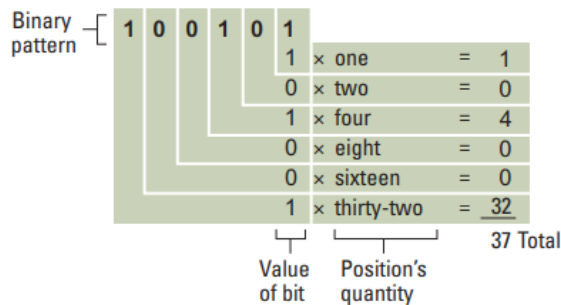 Binary
pattern
1 0 0 1 0 1
1 × one = 1
0 × two = 0
1 × four = 4
0 × eight = 0
0 × sixteen = 0
1 × thirty-two = 32
37 Total
Value
of bit
Position's
quantity